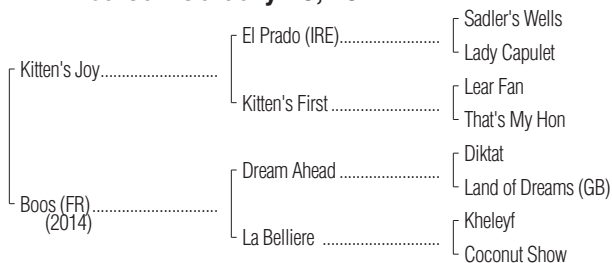 Sadler's Wells
El Prado (IRE)
Lady Capulet
Kitten's Joy
Lear Fan
Kitten's First
That's My Hon
Diktat
Dream Ahead
Land of Dreams (GB)
Boos (FR)
(2014)
Kheleyf
La Belliere
Coconut Show